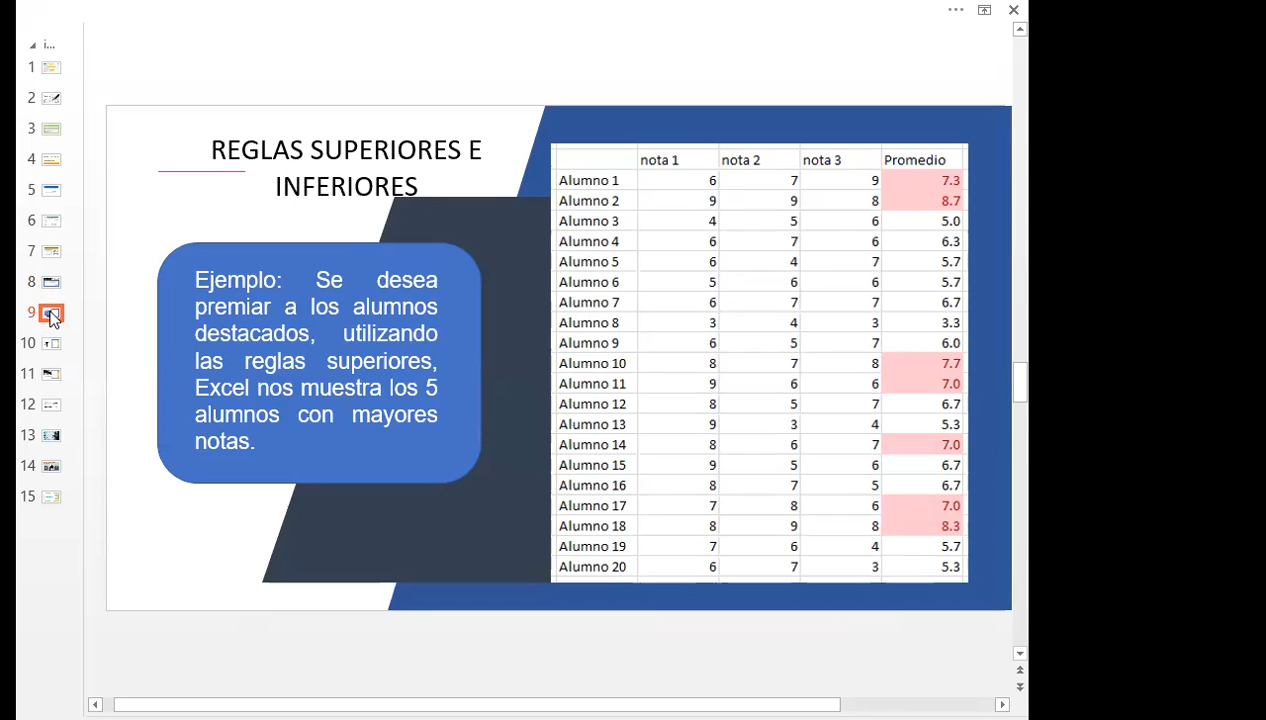 i...
1
2
3
4
5
6
7
8
9
10
11
12
13
14
15
REGLAS SUPERIORES E
INFERIORES
Ejemplo: Se desea
premiar a los alumnos
destacados, utilizando
las reglas superiores,
Excel nos muestra los 5
alumnos con mayores
notas.
nota 1 nota 2 nota 3 Promedio
Alumno 1 6 7 9 7.3
Alumno 2 9 9 8 8.7
Alumno 3 4 5 6 5.0
Alumno 4 6 7 6 6.3
Alumno 5 6 4 7 5.7
Alumno 6 5 6 6 5.7
Alumno 7 6 7 7 6.7
Alumno 8 3 4 3 3.3
Alumno 9 6 5 7 6.0
Alumno 10 8 7 8 7.7
Alumno 11 9 6 6 7.0
Alumno 12 8 5 7 6.7
Alumno 13 9 3 4 5.3
Alumno 14 8 6 7 7.0
Alumno 15 9 5 6 6.7
Alumno 16 8 7 5 6.7
Alumno 17 7 8 6 7.0
Alumno 18 8 9 8 8.3
Alumno 19 7 6 4 5.7
Alumno 20 6 7 3 5.3